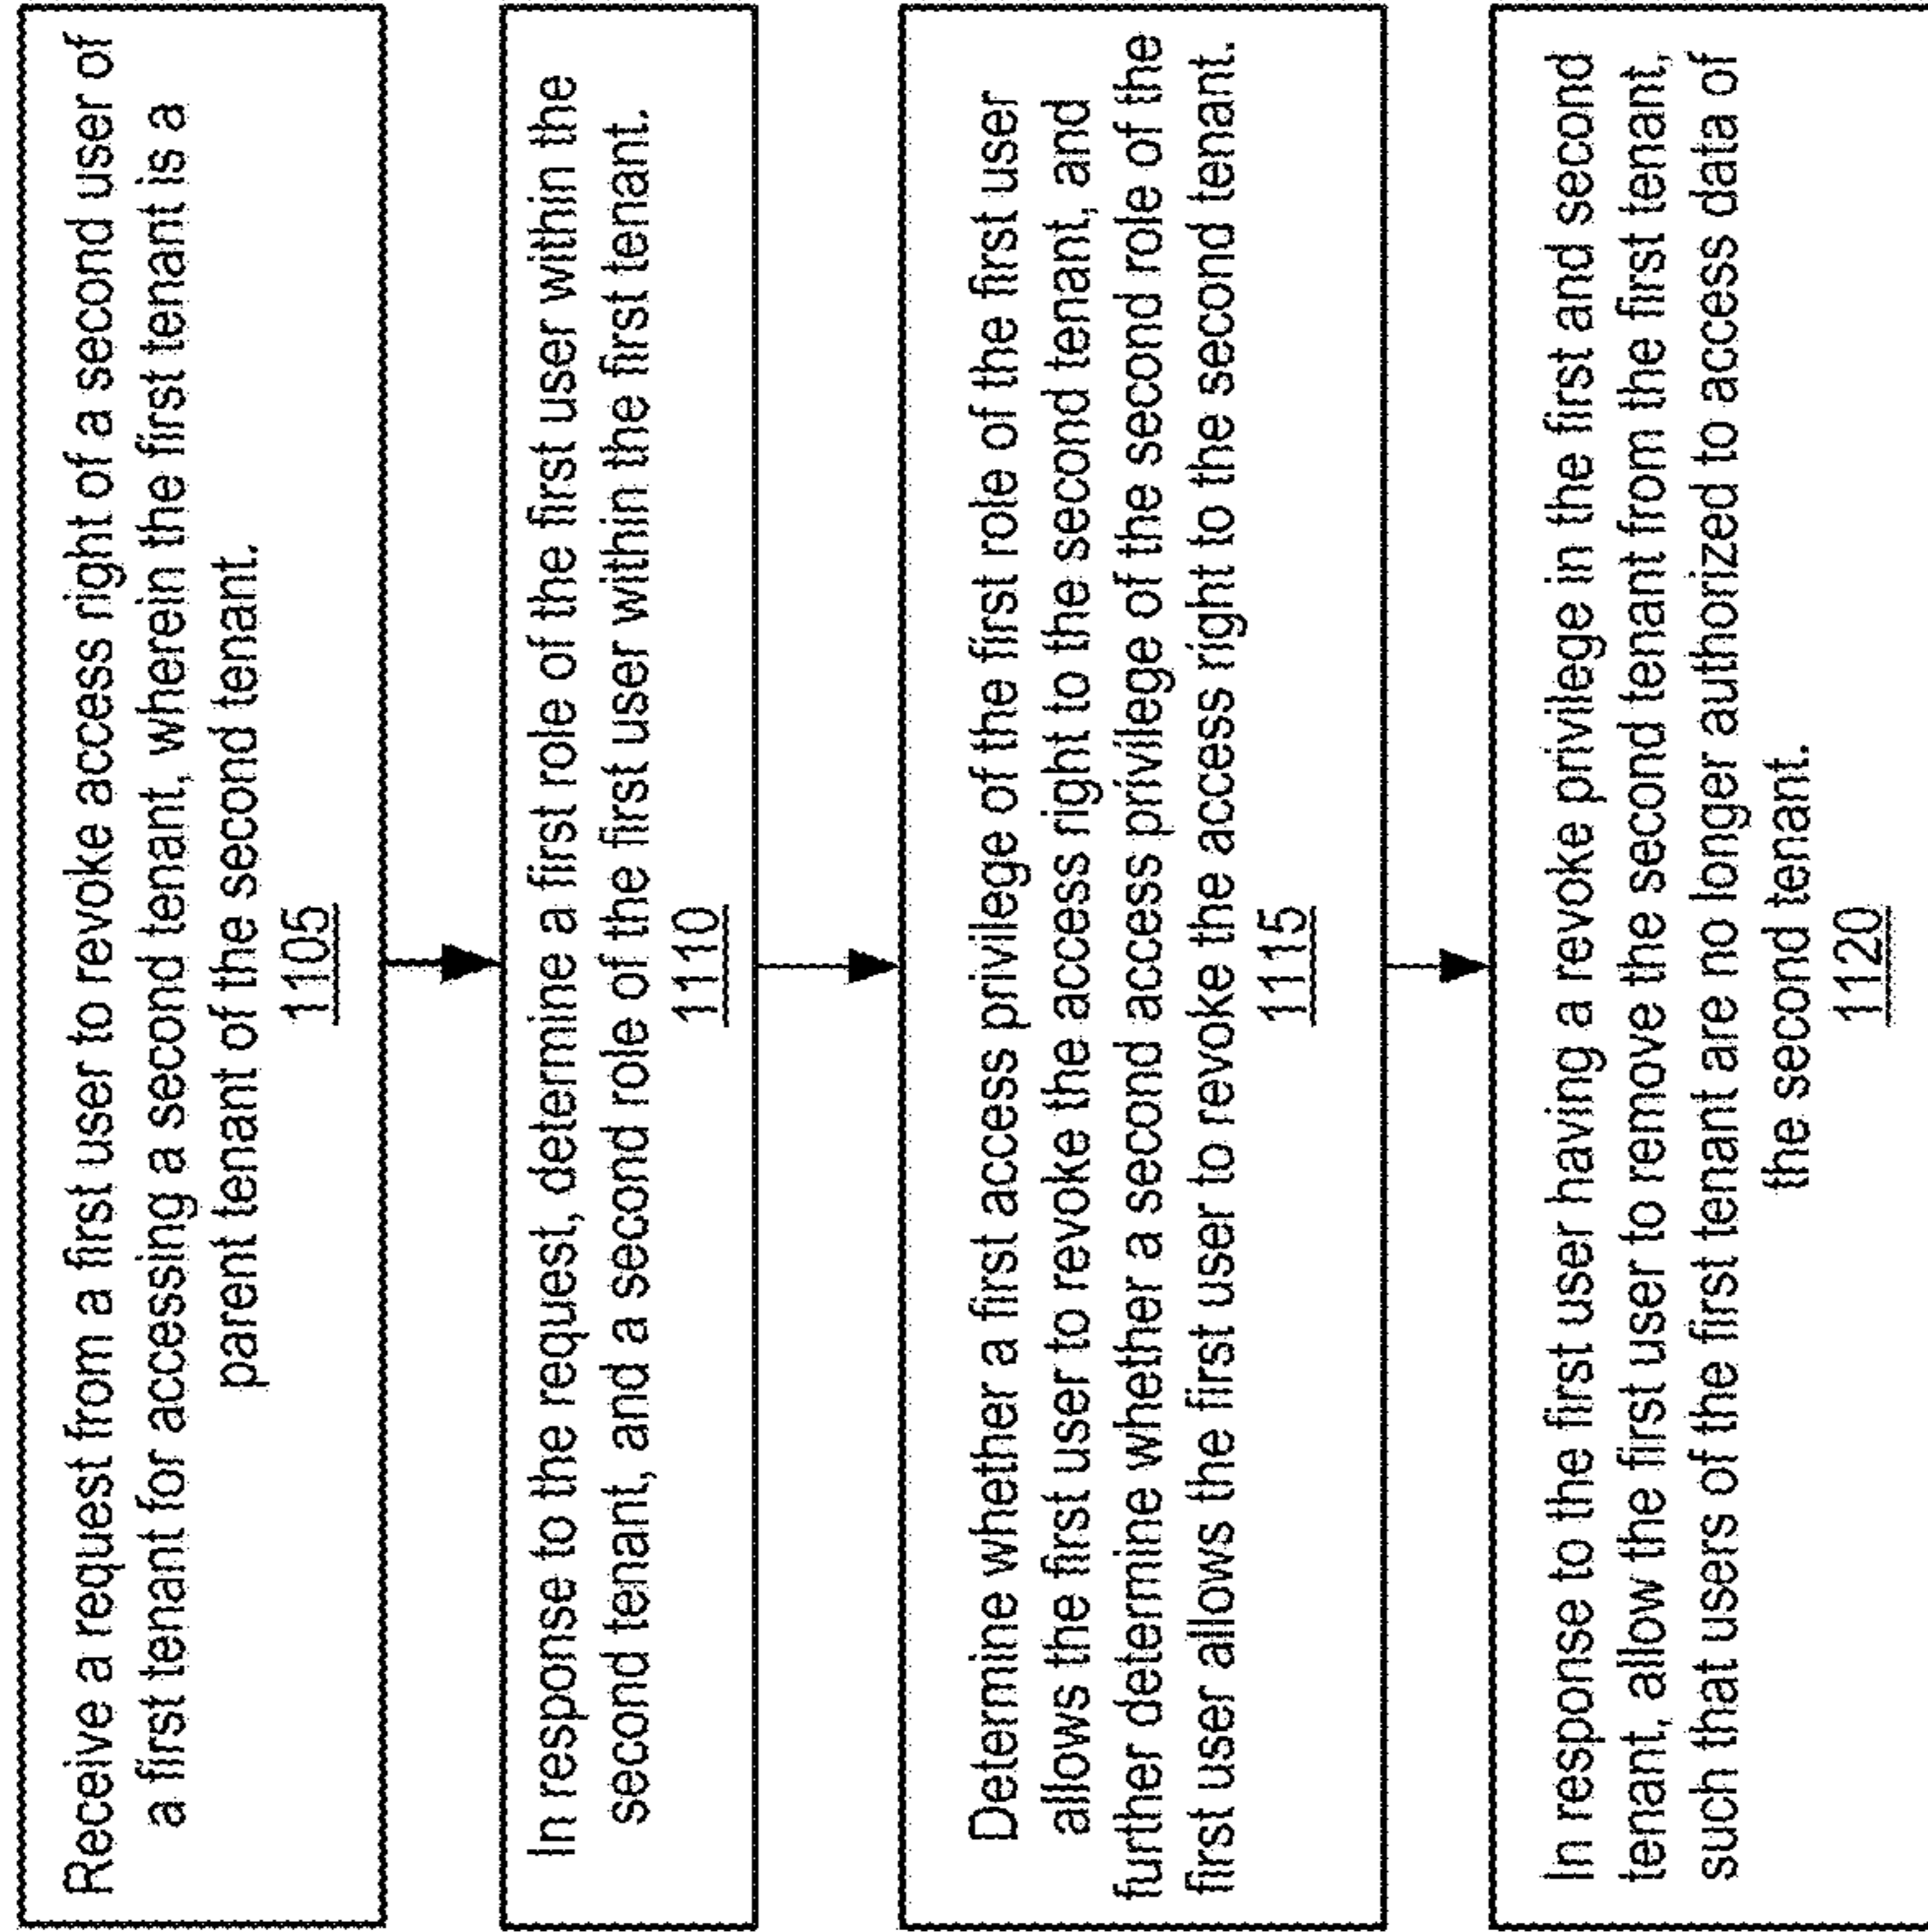 Receive a request from a first user to revoke access right of a second user of
a first tenant for accessing a second tenant, wherein the first tenant is a
parent tenant of the second tenant.
1105
In response to the request, determine a first role of the first user within the
second tenant, and a second role of the first user within the first tenant.
1110
Determine whether a first access privilege of the first role of the first user
allows the first user to revoke the access right to the second tenant, and
further determine whether a second access privilege of the second role of the
first user allows the first user to revoke the access right to the second tenant.
1115
In response to the first user having a revoke privilege in the first and second
tenant, allow the first user to remove the second tenant from the first tenant,
such that users of the first tenant are no longer authorized to access data of
the second tenant.
1120